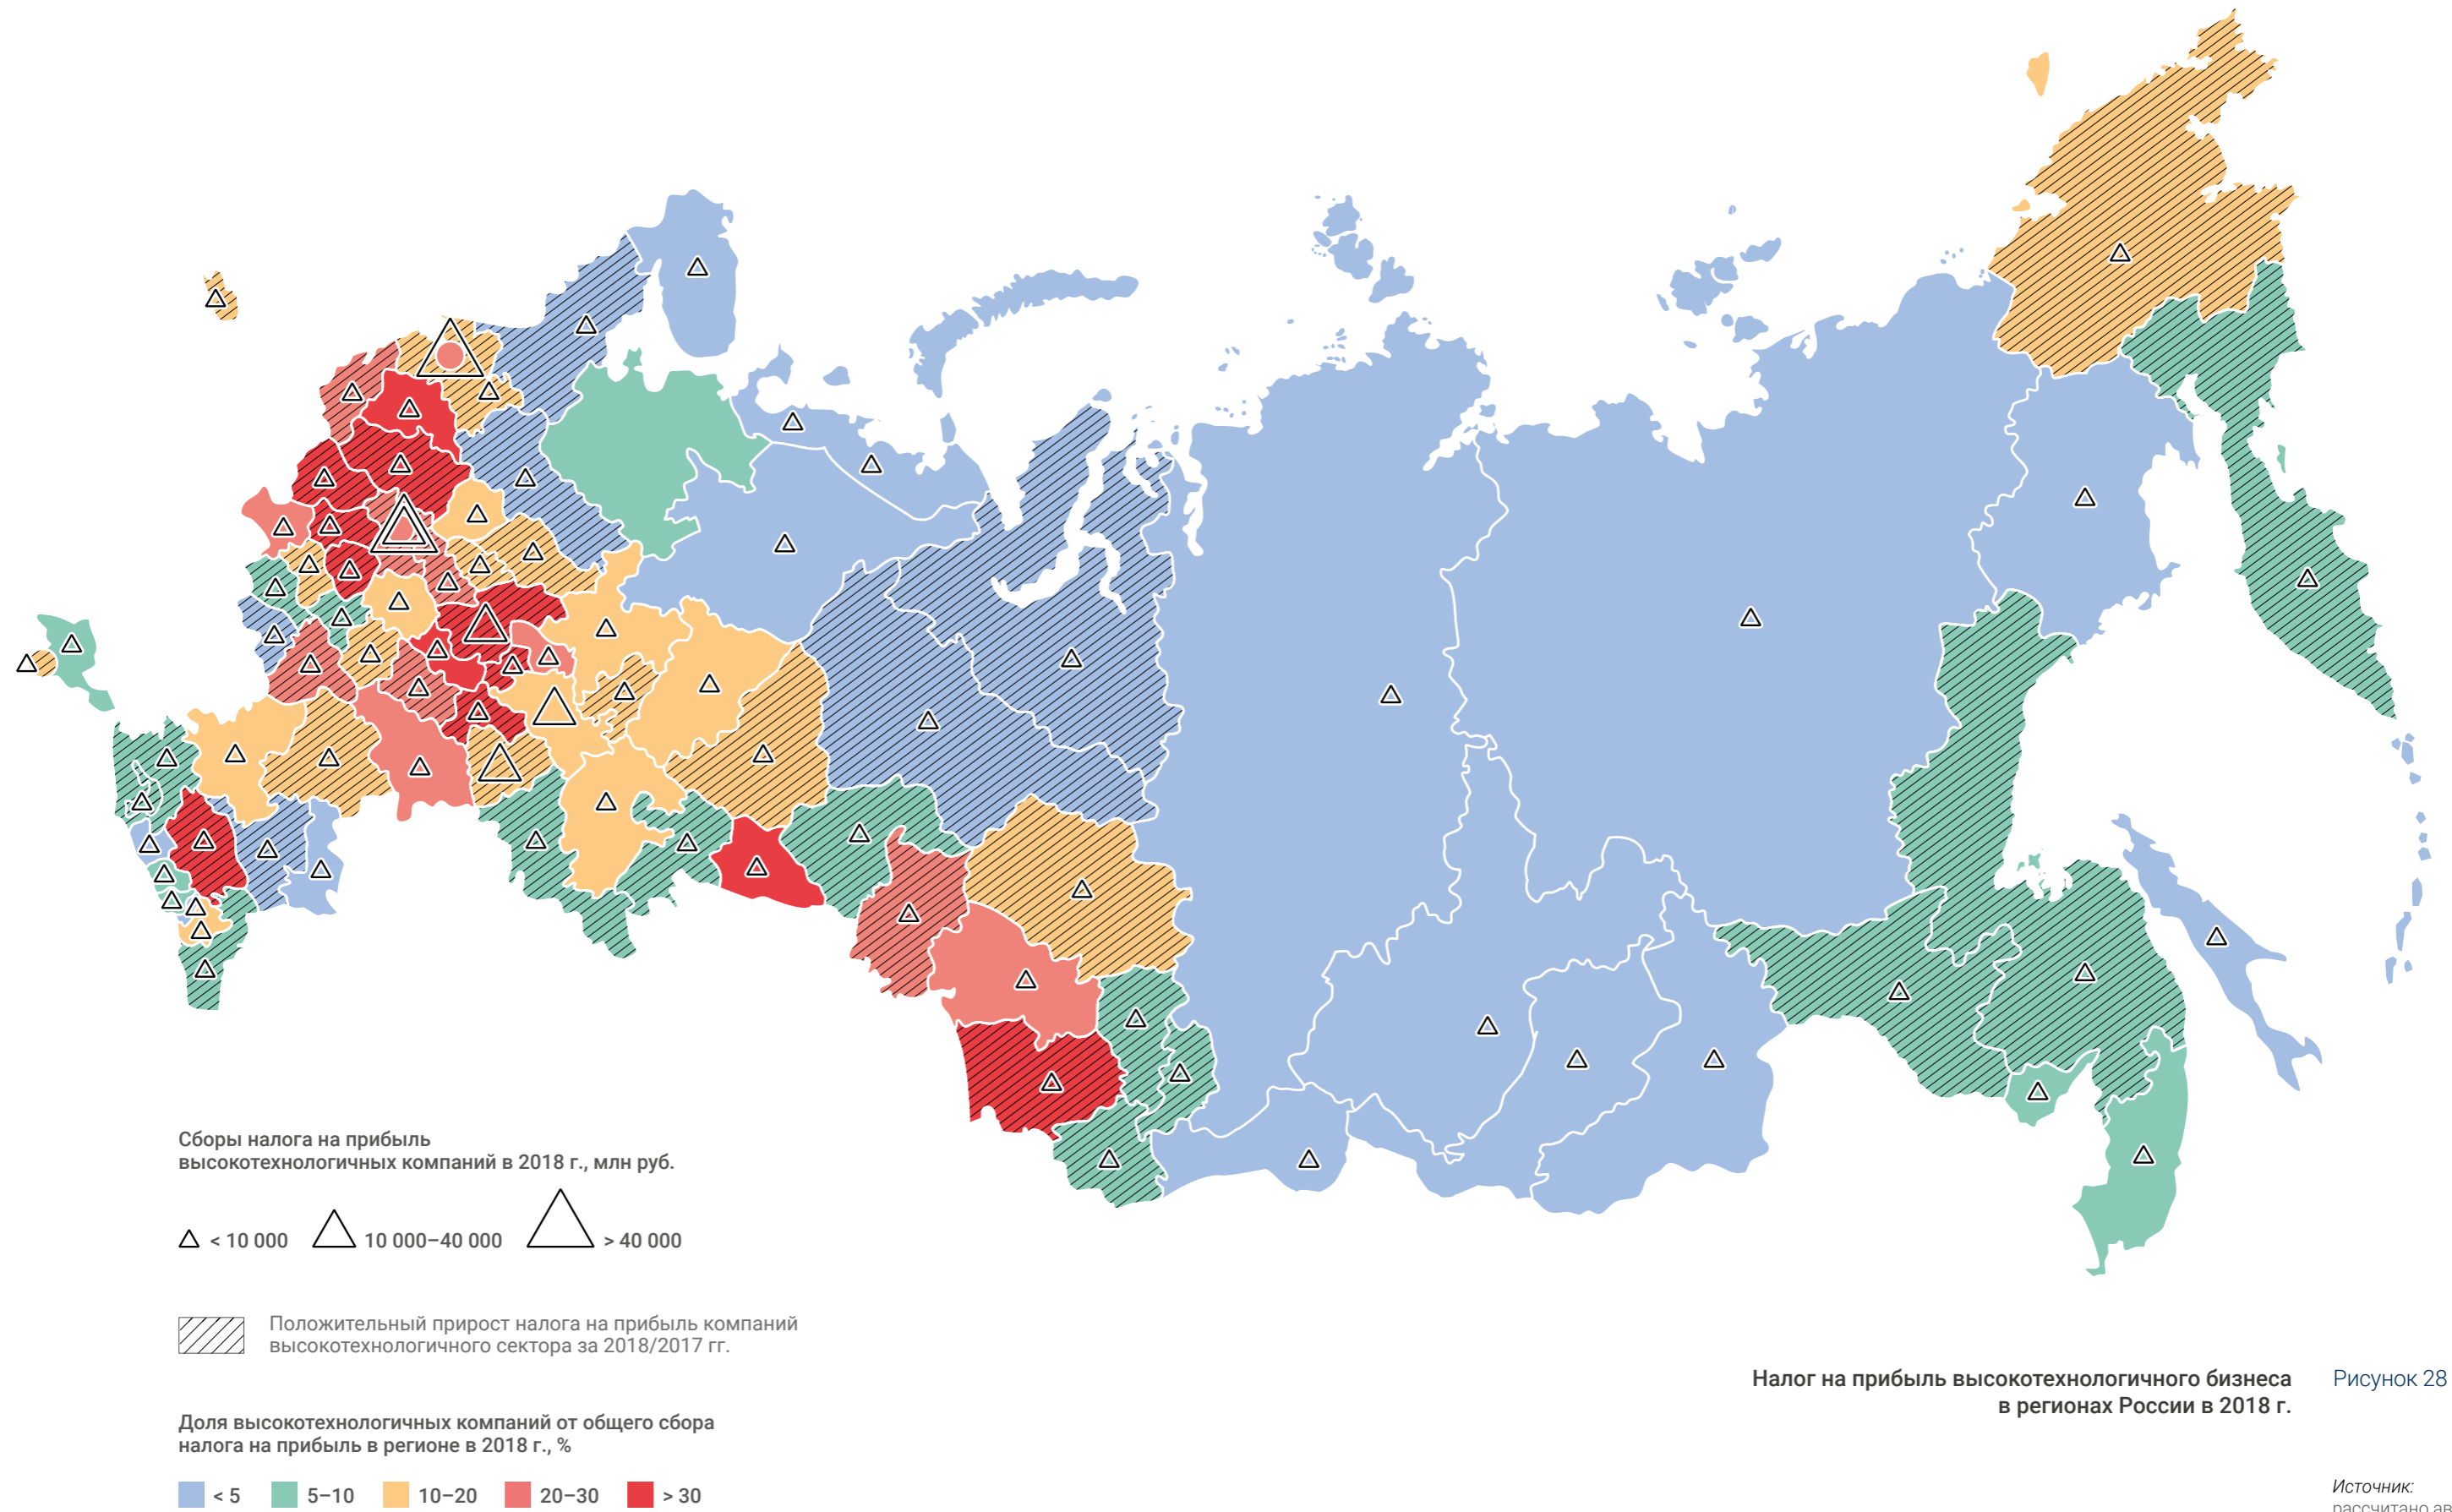 Сборы налога на прибыль
высокотехнологичных компаний в 2018 г., млн руб.
< 10 000
10 000–40 000
> 40 000
Положительный прирост налога на прибыль компаний
высокотехнологичного сектора за 2018/2017 гг.
Налог на прибыль высокотехнологичного бизнеса
в регионах России в 2018 г.
Рисунок 28
Доля высокотехнологичных компаний от общего сбора
налога на прибыль в регионе в 2018 г., %
< 5
5–10
10–20
20–30
> 30
Источник:
рассчитано ав